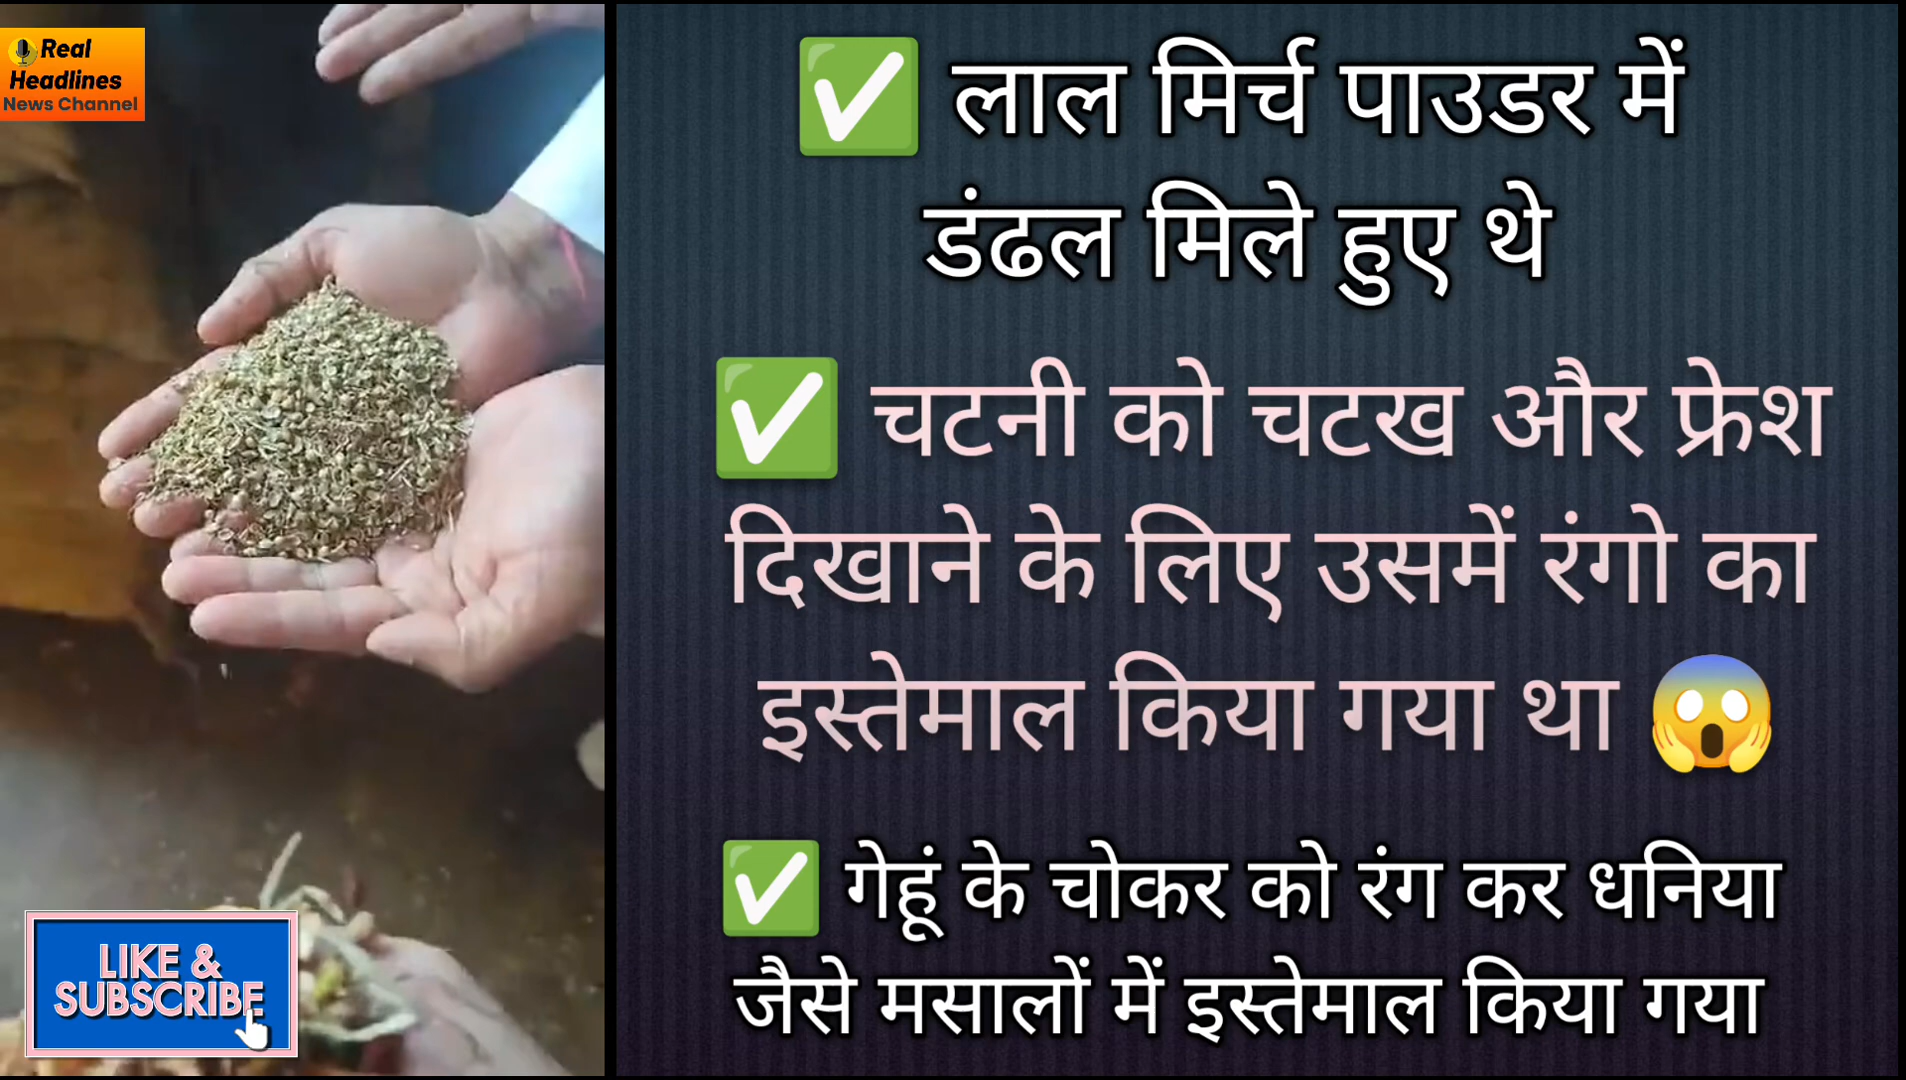 Real
Headlines
News Channel
✅ लाल मिर्च पाउडर में
डंढल मिले हुए थे
✅ चटनी को चटख और फ्रेश
दिखाने के लिए उसमें रंगो का
इस्तेमाल किया गया था 😱
✅ गेहूं के चोकर को रंग कर धनिया
जैसे मसालों में इस्तेमाल किया गया
LIKE &
SUBSCRIBE